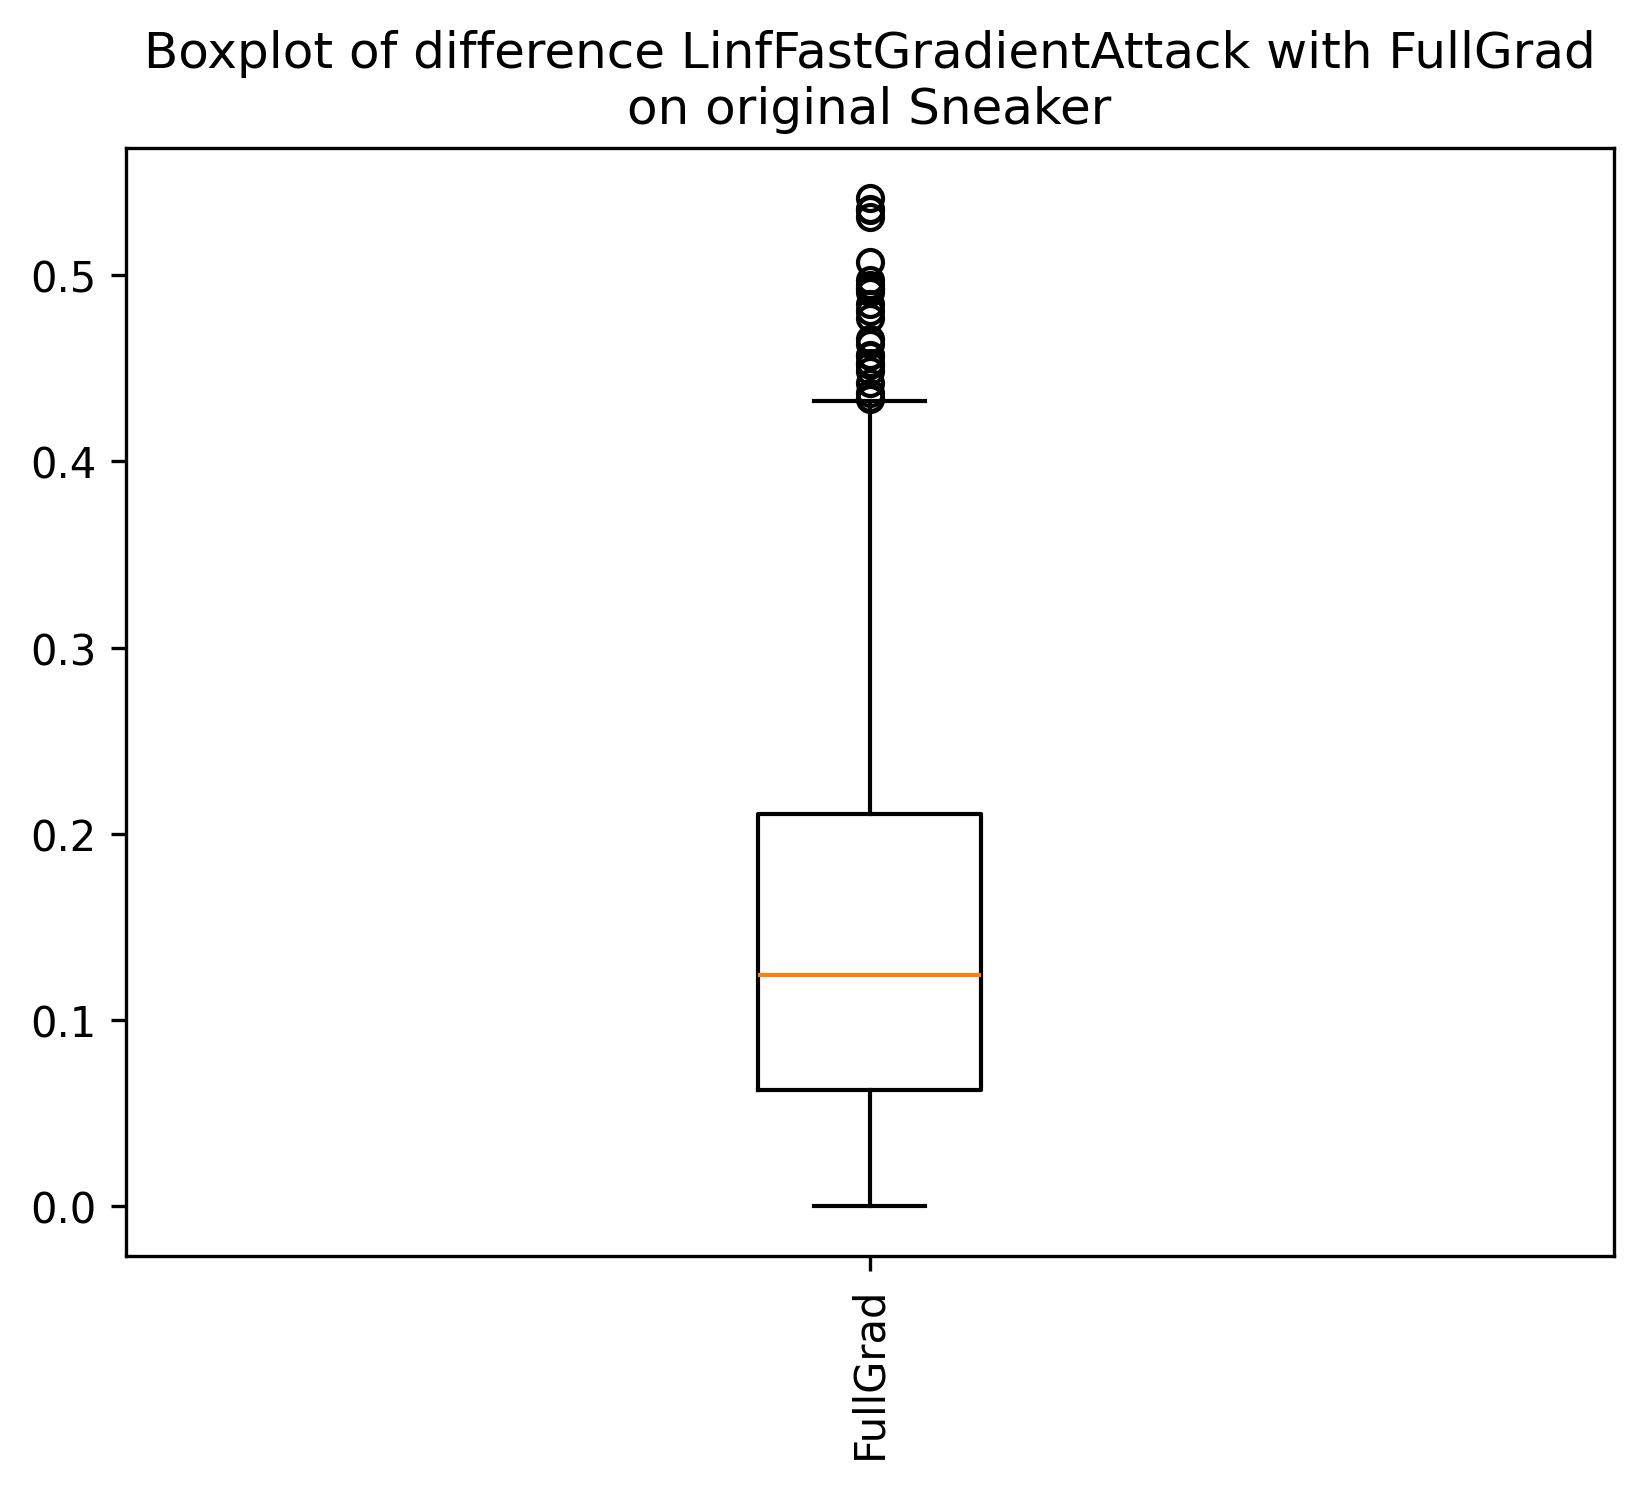 Boxplot of difference LinfFastGradientAttack with FullGrad
on original Sneaker
0.5
0.4
0.3
0.2
0.1
0.0
FullGrad